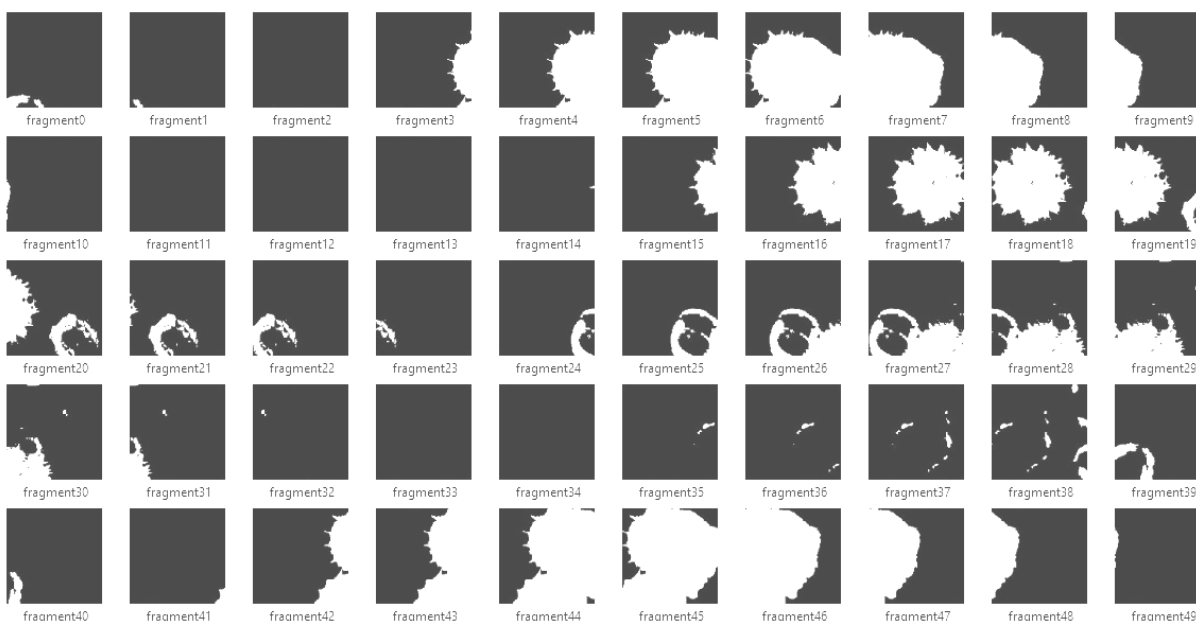 fragment0 fragment1 fragment2 fragment3 fragment4 fragment5 fragment6 fragment7 fragment8 fragment9
fragment10 fragment11 fragment12 fragment13 fragment14 fragment15 fragment16 fragment17 fragment18 fragment19
fragment20 fragment21 fragment22 fragment23 fragment24 fragment25 fragment26 fragment27 fragment28 fragment29
fragment30 fragment31 fragment32 fragment33 fragment34 fragment35 fragment36 fragment37 fragment38 fragment39
fragment40 fragment41 fragment42 fragment43 fragment44 fragment45 fragment46 fragment47 fragment48 fragment49